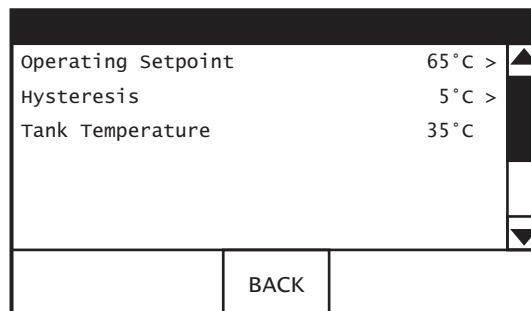 Operating Setpoint 65°C >
Hysteresis 5°C >
Tank Temperature 35°C
BACK